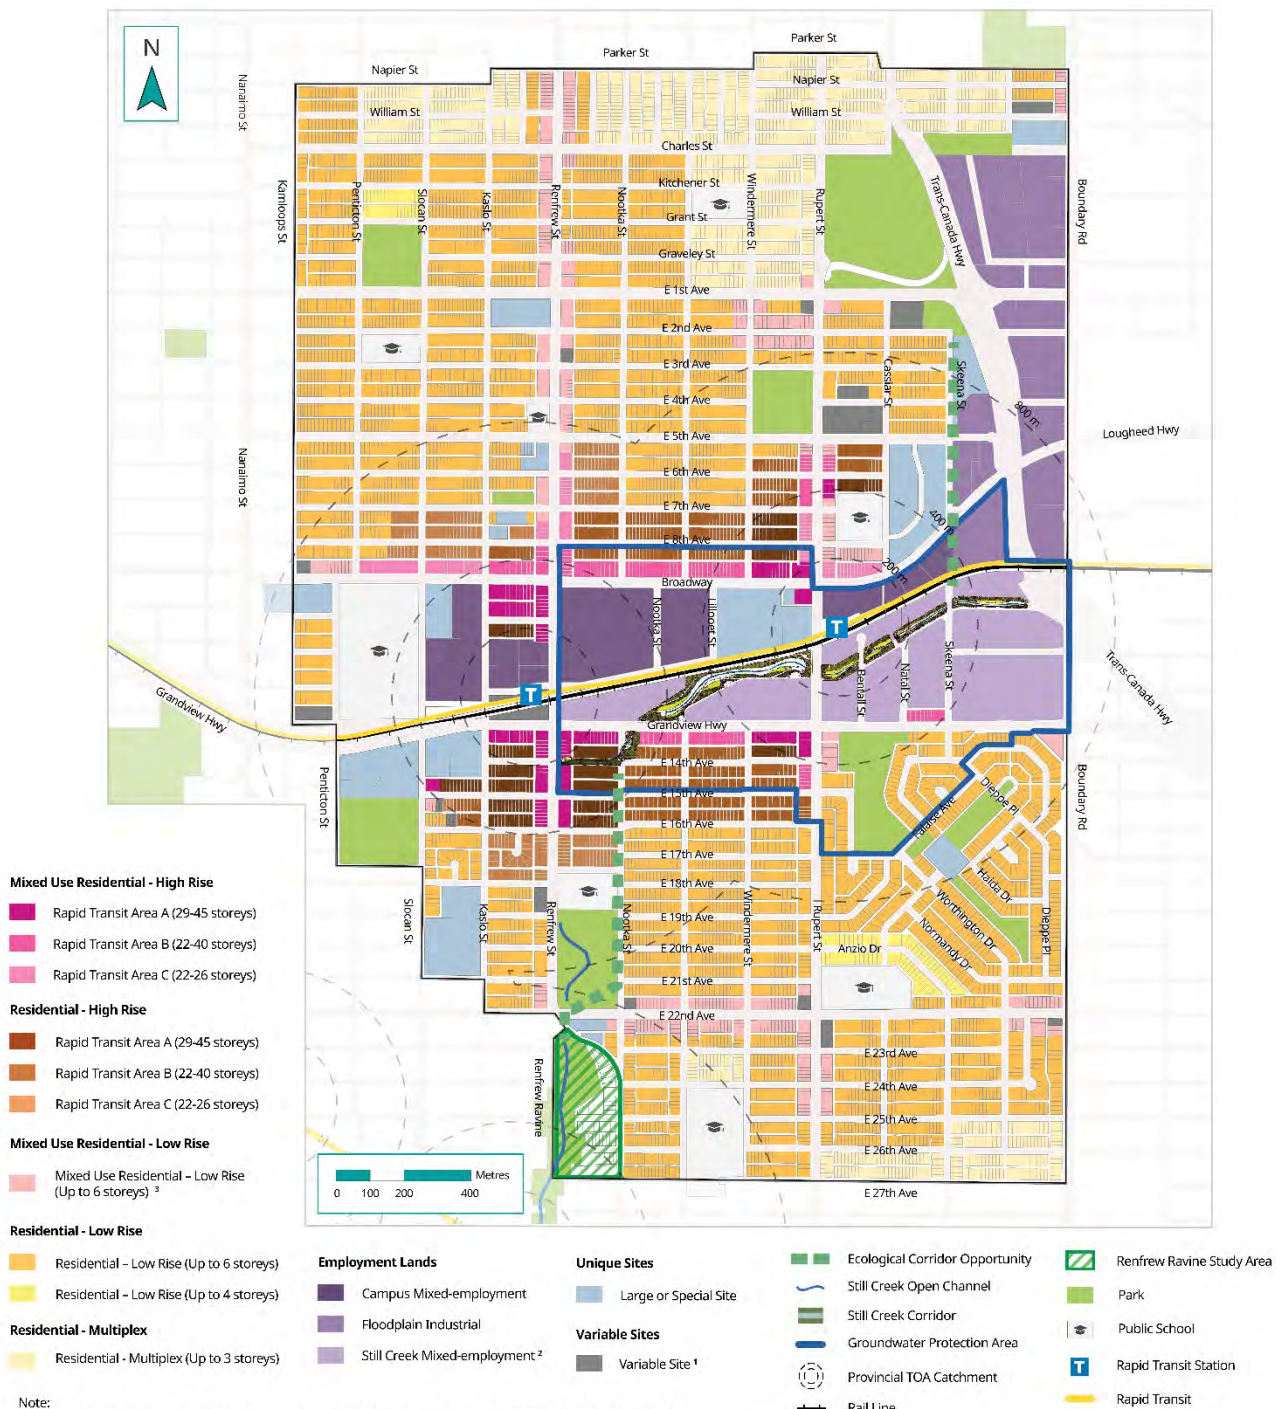 N
Parker St
Parker St
Napier St
Napier St
Nanaimo St
William St
William St
Charles St
Kitchener St
Grant St
Graveley St
E 1st Ave
E 2nd Ave
E 3rd Ave
E 4th Ave
E 5th Ave
E 6th Ave
E 7th Ave
E 8th Ave
Broadway
Kamloops St
Penticton St
Slocan St
Kaslo St
Renfrew St
Nootka St
Windermere St
Rupert St
Trans-Canada Hwy
Boundary Rd
Cassiar St
Skeena St
800 m
Lougheed Hwy
Nanaimo St
400 m
200 m
Nootka St
Lillooet St
T
T
Bentall St
Natal St
Skeena St
Trans-Canada Hwy
Grandview Hwy
Grandview Hwy
E 14th Ave
E 15th Ave
E 16th Ave
E 17th Ave
E 18th Ave
E 19th Ave
E 20th Ave
E 21st Ave
E 22nd Ave
E 23rd Ave
E 24th Ave
E 25th Ave
E 26th Ave
E 27th Ave
Penticton St
Boundary Rd
Dieppe Pl
Falaise Ave
Haida Dr
Worthington Dr
Normandy Dr
Dieppe Pl
Anzio Dr
Slocan St
Kaslo St
Renfrew St
Nootka St
Windermere St
Rupert St
Renfrew Ravine
Metres
0 100 200 400
Mixed Use Residential - High Rise
Rapid Transit Area A (29-45 storeys)
Rapid Transit Area B (22-40 storeys)
Rapid Transit Area C (22-26 storeys)
Residential - High Rise
Rapid Transit Area A (29-45 storeys)
Rapid Transit Area B (22-40 storeys)
Rapid Transit Area C (22-26 storeys)
Mixed Use Residential - Low Rise
Mixed Use Residential – Low Rise
(Up to 6 storeys) ³
Residential - Low Rise
Residential – Low Rise (Up to 6 storeys)
Residential – Low Rise (Up to 4 storeys)
Residential - Multiplex
Residential - Multiplex (Up to 3 storeys)
Note:
Employment Lands
Campus Mixed-employment
Floodplain Industrial
Still Creek Mixed-employment ²
Unique Sites
Large or Special Site
Variable Sites
Variable Site ¹
Ecological Corridor Opportunity
Still Creek Open Channel
Still Creek Corridor
Groundwater Protection Area
Provincial TOA Catchment
Rail Line
Renfrew Ravine Study Area
Park
Public School
T
Rapid Transit Station
Rapid Transit